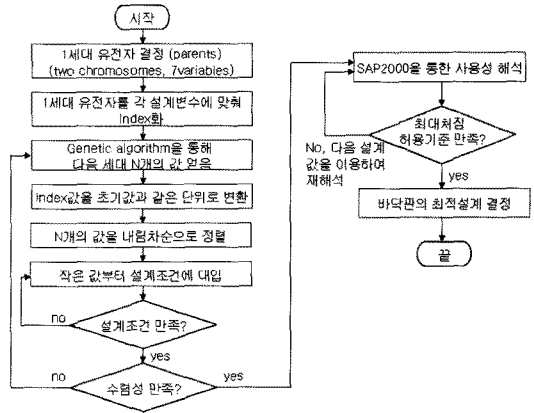 시작
1세대 유전자 결정 (parents)
(two chromosomes, 7variables)
1세대 유전자를 각 설계변수에 맞춰
Index화
Genetic algorithm을 통해
다음 세대 N개의 값 얻음
Index값을 초기값과 같은 단위로 변환
N개의 값을 내림차순으로 정렬
작은 값부터 설계조건에 대입
설계조건 만족?
no
yes
수렴성 만족?
no
yes
SAP2000을 통한 사용성 해석
최대처짐
허용기준 만족?
No, 다음 설계
값을 이용하여
재해석
yes
바닥판의 최적설계 결정
끝